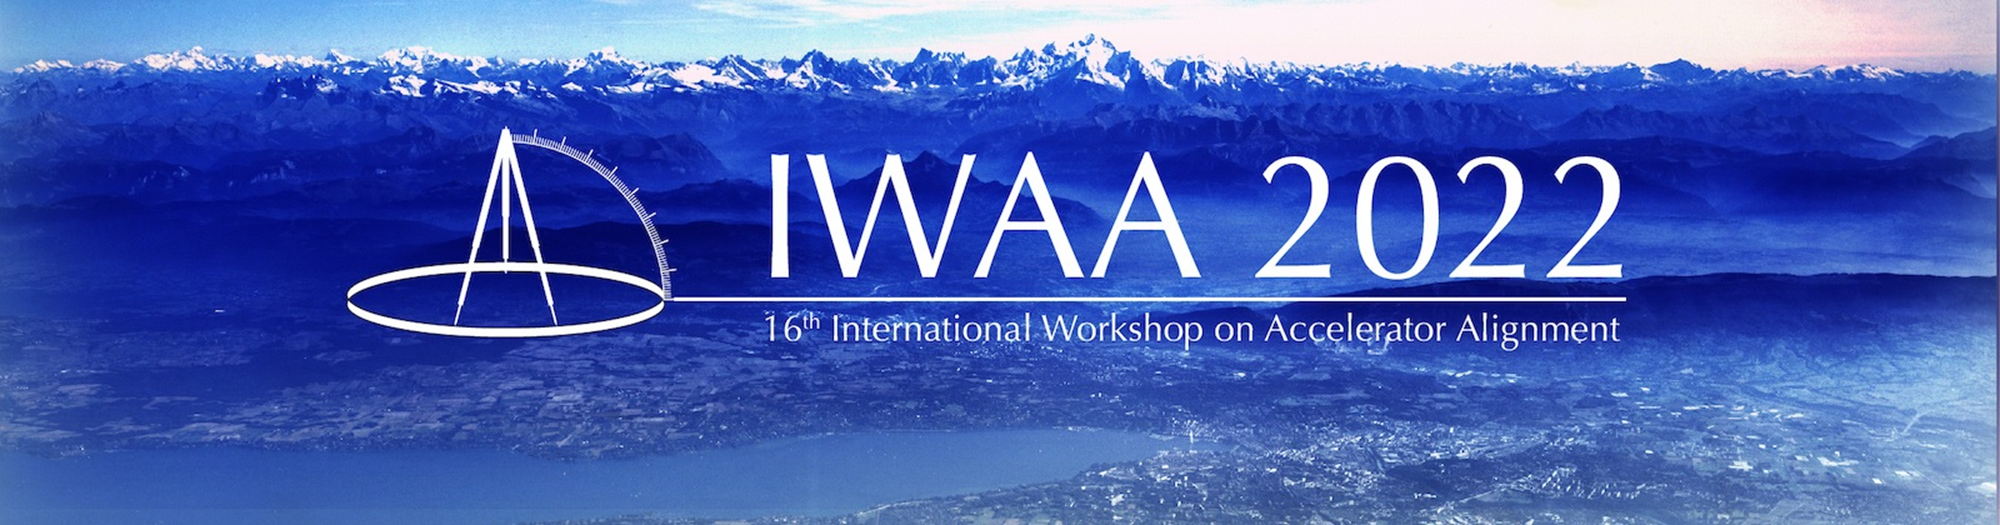 IWAA 2022
16th International Workshop on Accelerator Alignment